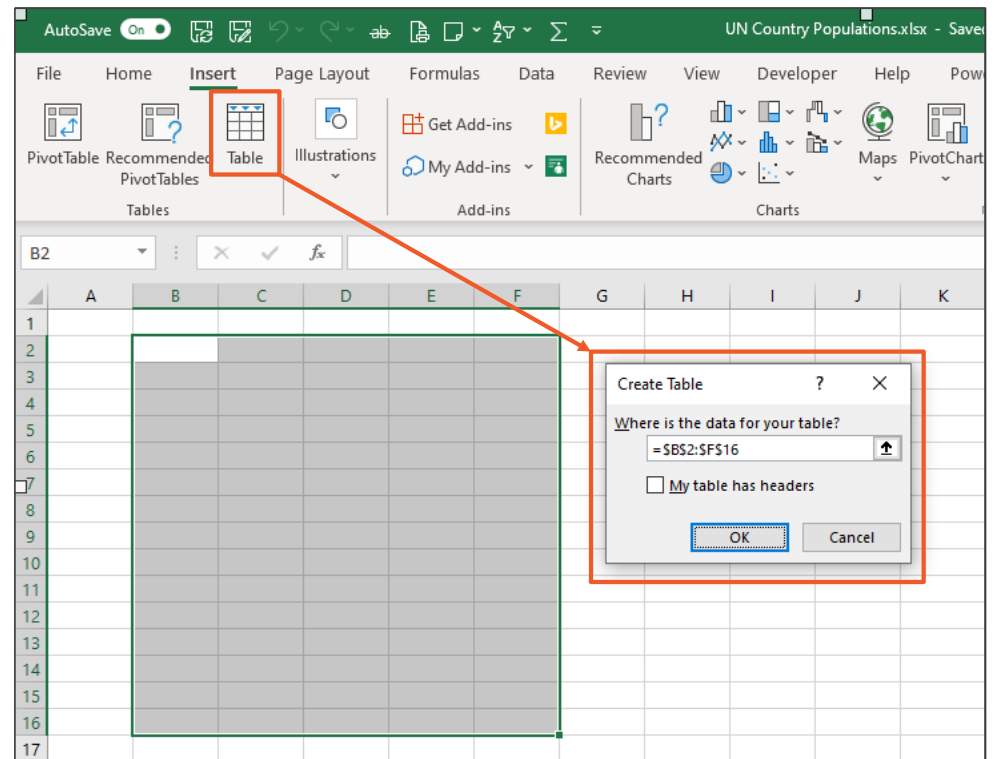 AutoSave On UN Country Populations.xlsx - Save
File Home Insert Page Layout Formulas Data Review View Developer Help Pow
PivotTable Recommended PivotTables Table Illustrations Get Add-ins My Add-ins Recommended Charts Maps PivotChart
Tables Add-ins Charts
B2 fx
A B C D E F G H I J K
1
2
3
Create Table ? ×
4
5
Where is the data for your table?
6
=$B$2:$F$16
7
My table has headers
8
9
OK Cancel
10
11
12
13
14
15
16
17